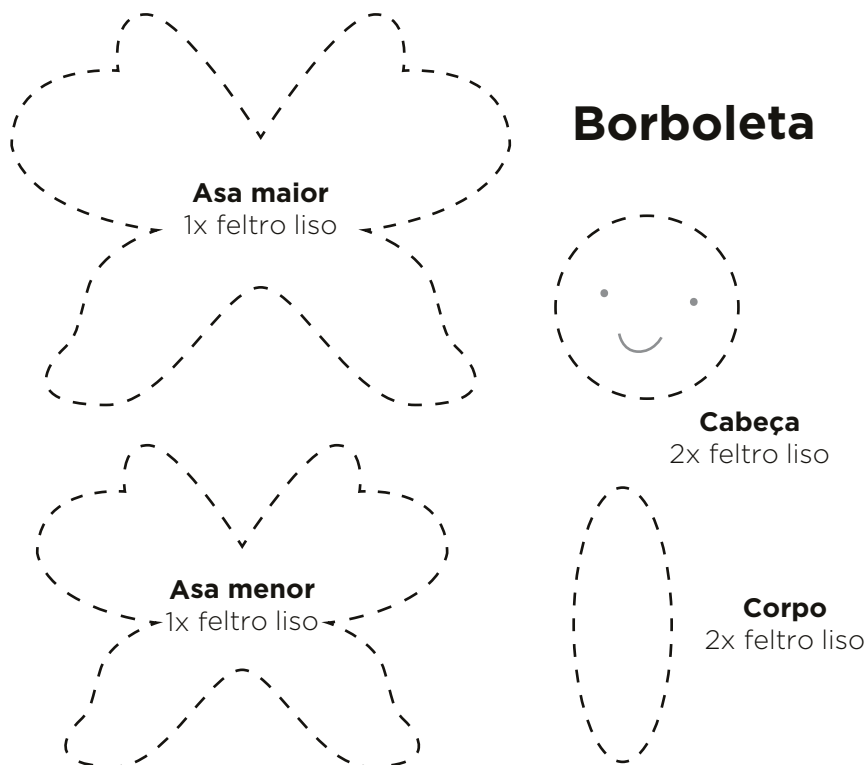 Borboleta
Asa maior
1x feltro liso
Cabeça
2x feltro liso
Asa menor
1x feltro liso
Corpo
2x feltro liso